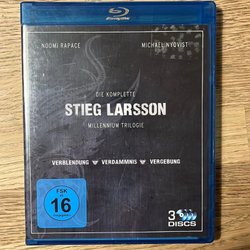 Blu-ray Disc
NOOMI RAPACE MICHAEL NYQVIST
DIE KOMPLETTE
STIEG LARSSON
MILLENNIUM TRILOGIE
VERBLENDUNG VERDAMMNIS VERGEBUNG
FSK
ab
16
3 DISCS